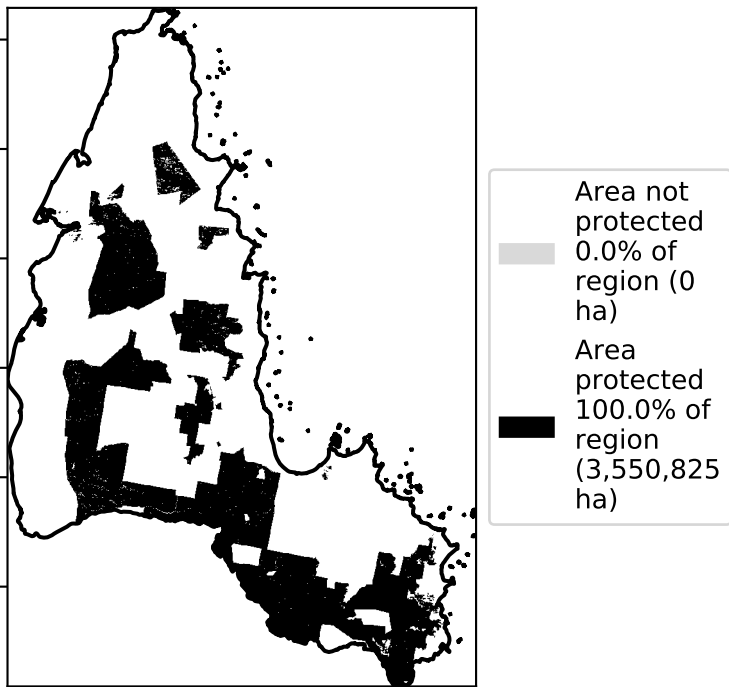 Area not
protected
0.0% of
region (0
ha)
Area
protected
100.0% of
region
(3,550,825
ha)